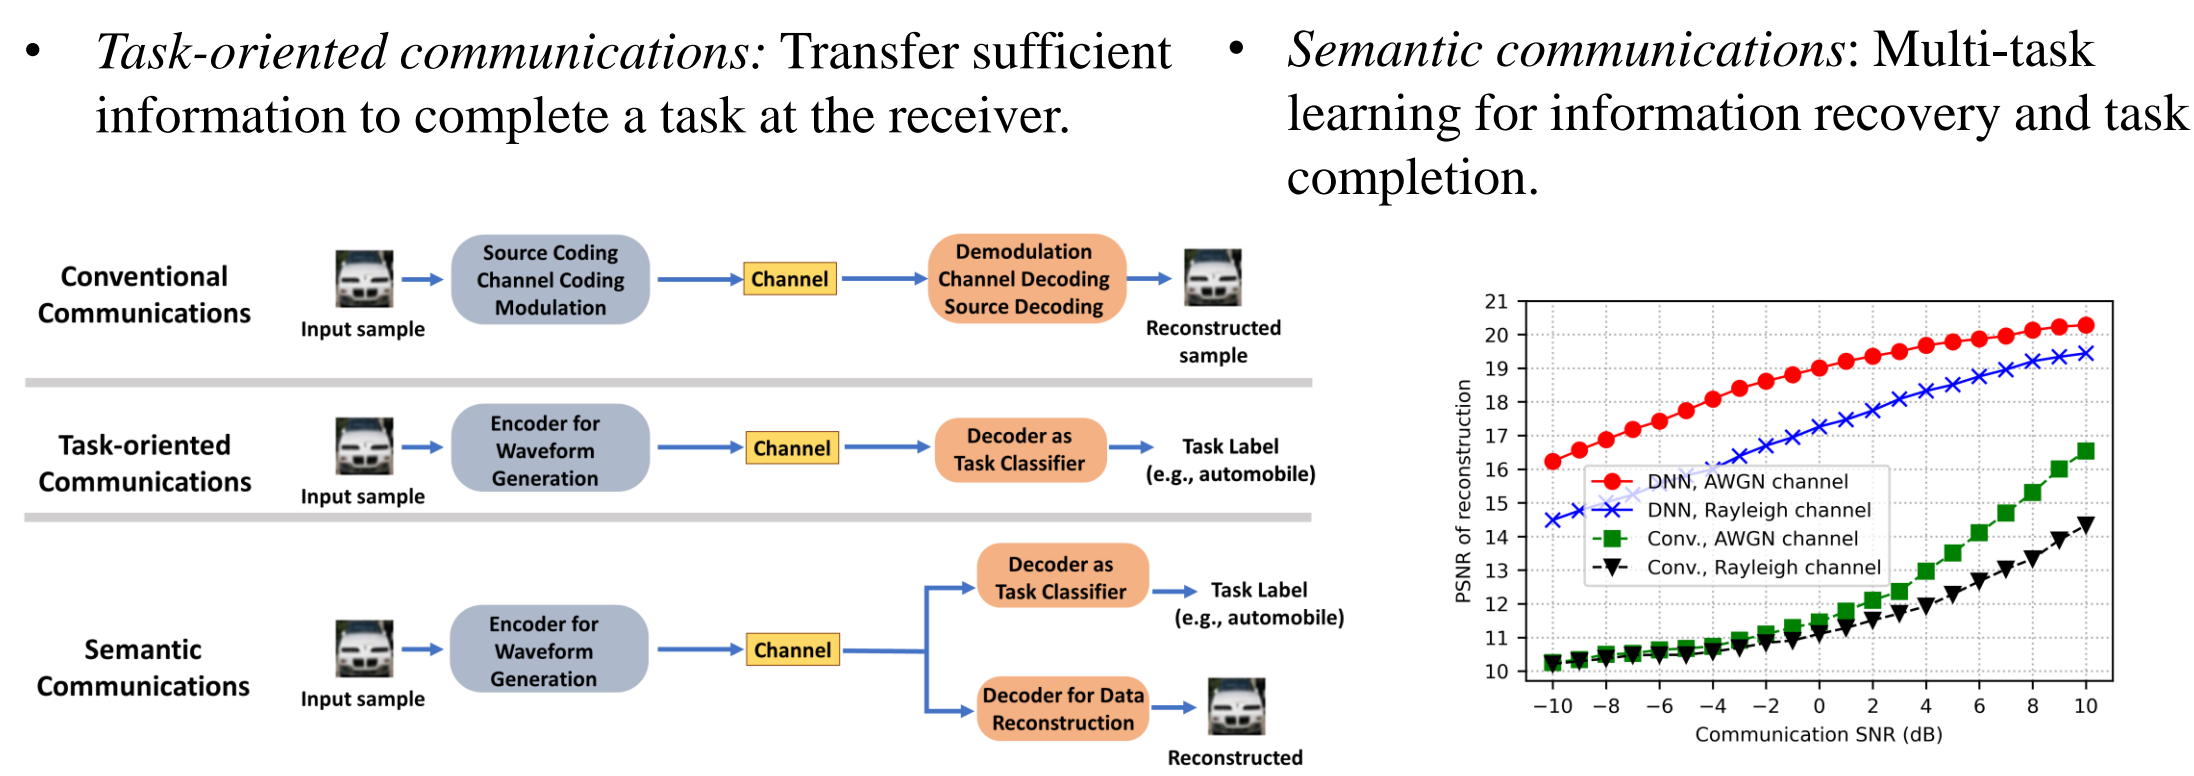 • Task-oriented communications: Transfer sufficient
information to complete a task at the receiver.
• Semantic communications: Multi-task
learning for information recovery and task
completion.
Conventional
Communications
Input sample
Source Coding
Channel Coding
Modulation
Channel
Demodulation
Channel Decoding
Source Decoding
Reconstructed
sample
Task-oriented
Communications
Input sample
Encoder for
Waveform
Generation
Channel
Decoder as
Task Classifier
Task Label
(e.g., automobile)
Semantic
Communications
Input sample
Encoder for
Waveform
Generation
Channel
Decoder as
Task Classifier
Task Label
(e.g., automobile)
Decoder for Data
Reconstruction
Reconstructed
PSNR of reconstruction
21
20
19
18
17
16
15
14
13
12
11
10
DNN, AWGN channel
DNN, Rayleigh channel
Conv., AWGN channel
Conv., Rayleigh channel
−10 −8 −6 −4 −2 0 2 4 6 8 10
Communication SNR (dB)